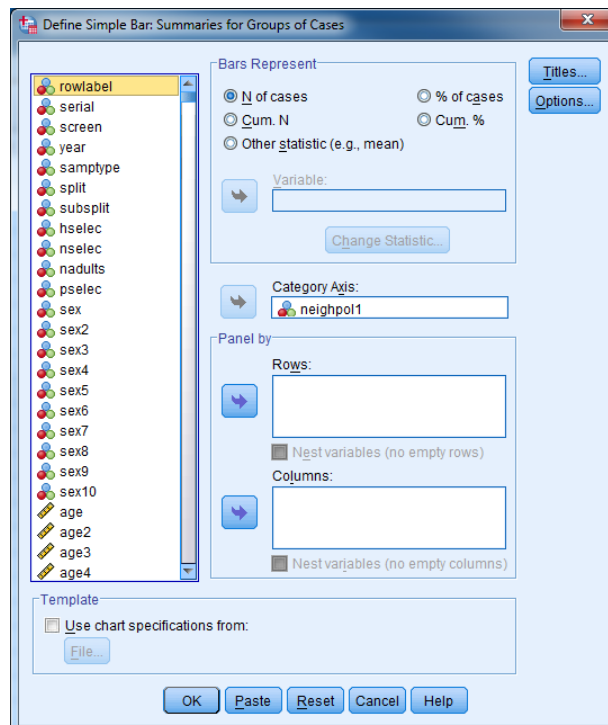 Define Simple Bar: Summaries for Groups of Cases
rowlabel
serial
screen
year
samptype
split
subsplit
hselec
nselec
nadults
pselec
sex
sex2
sex3
sex4
sex5
sex6
sex7
sex8
sex9
sex10
age
age2
age3
age4
Bars Represent
N of cases
% of cases
Cum. N
Cum. %
Other statistic (e.g., mean)
Variable:
Change Statistic...
Category Axis:
neighpol1
Panel by
Rows:
Nest variables (no empty rows)
Columns:
Nest variables (no empty columns)
Titles...
Options...
Template
Use chart specifications from:
File...
OK
Paste
Reset
Cancel
Help